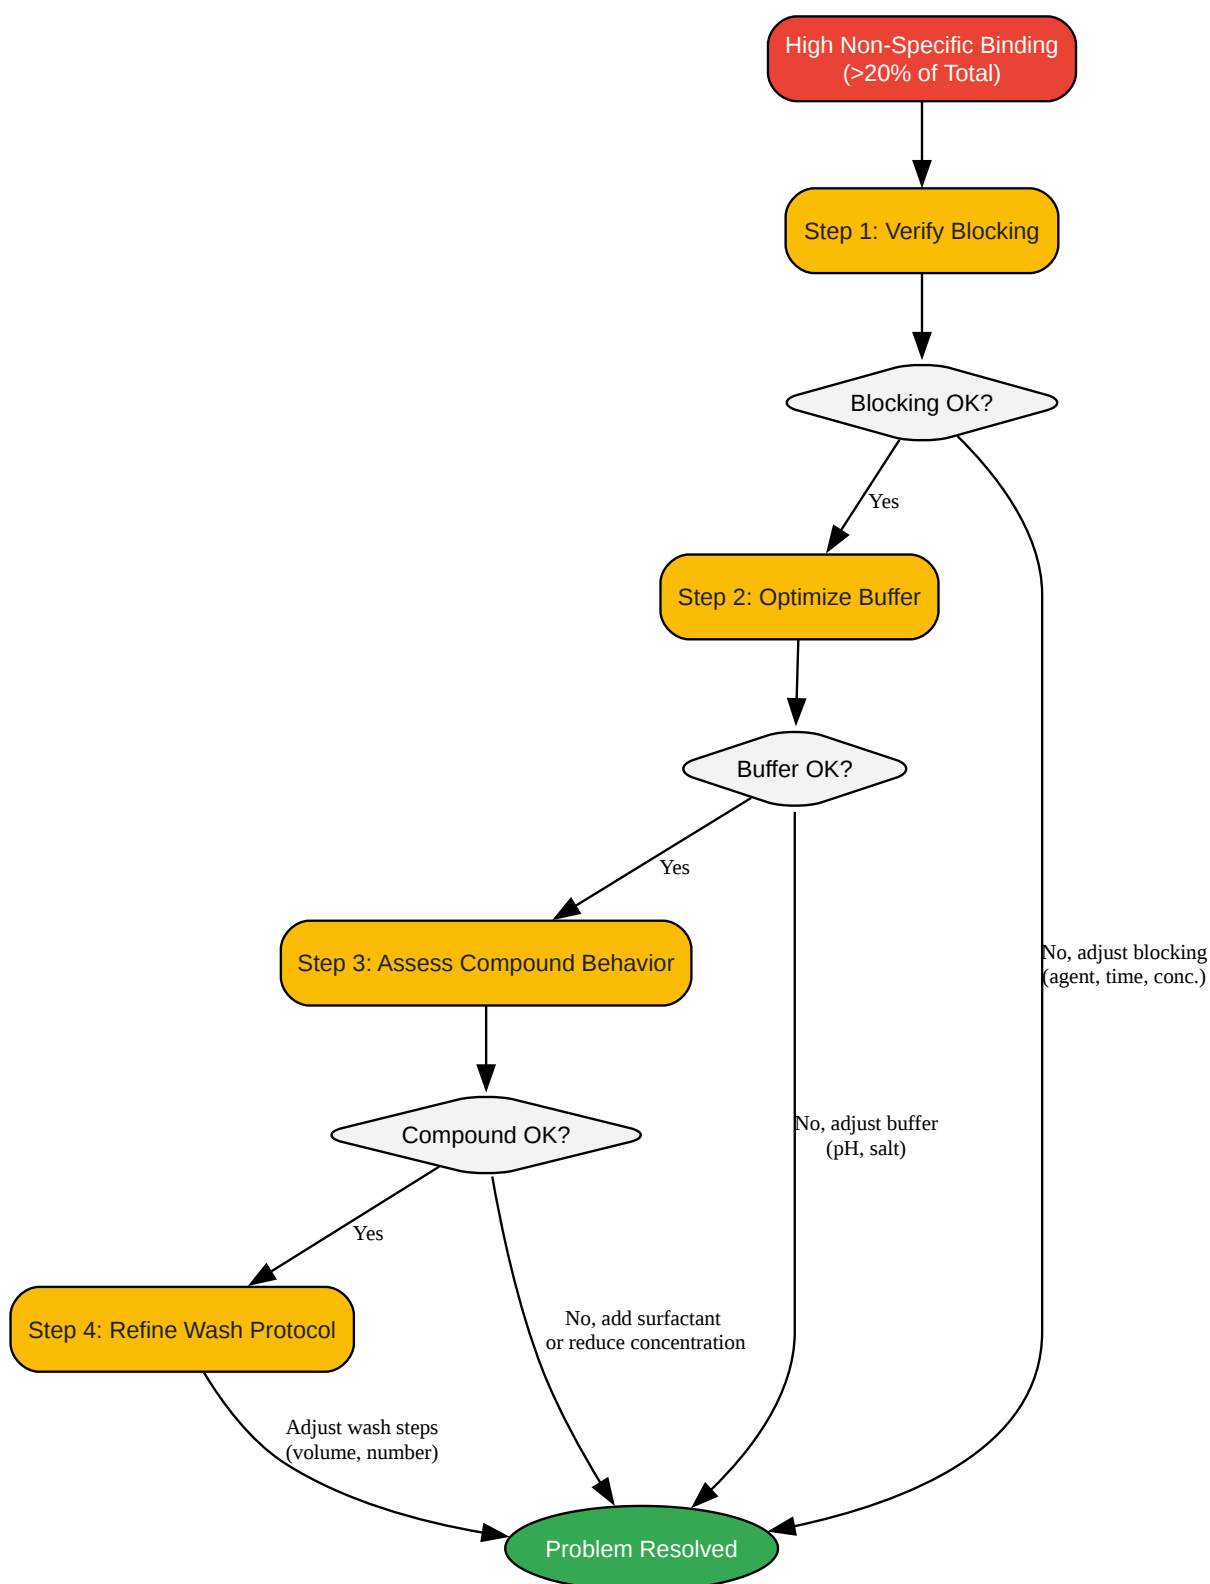 High Non-Specific Binding
(>20% of Total)
Step 1: Verify Blocking
Blocking OK?
Yes
Step 2: Optimize Buffer
Buffer OK?
Yes
Step 3: Assess Compound Behavior
No, adjust blocking
(agent, time, conc.)
Compound OK?
No, adjust buffer
(pH, salt)
Yes
Step 4: Refine Wash Protocol
No, add surfactant
or reduce concentration
Adjust wash steps
(volume, number)
Problem Resolved